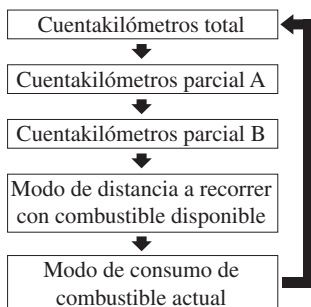 Cuentakilómetros total
Cuentakilómetros parcial A
Cuentakilómetros parcial B
Modo de distancia a recorrer
con combustible disponible
Modo de consumo de
combustible actual